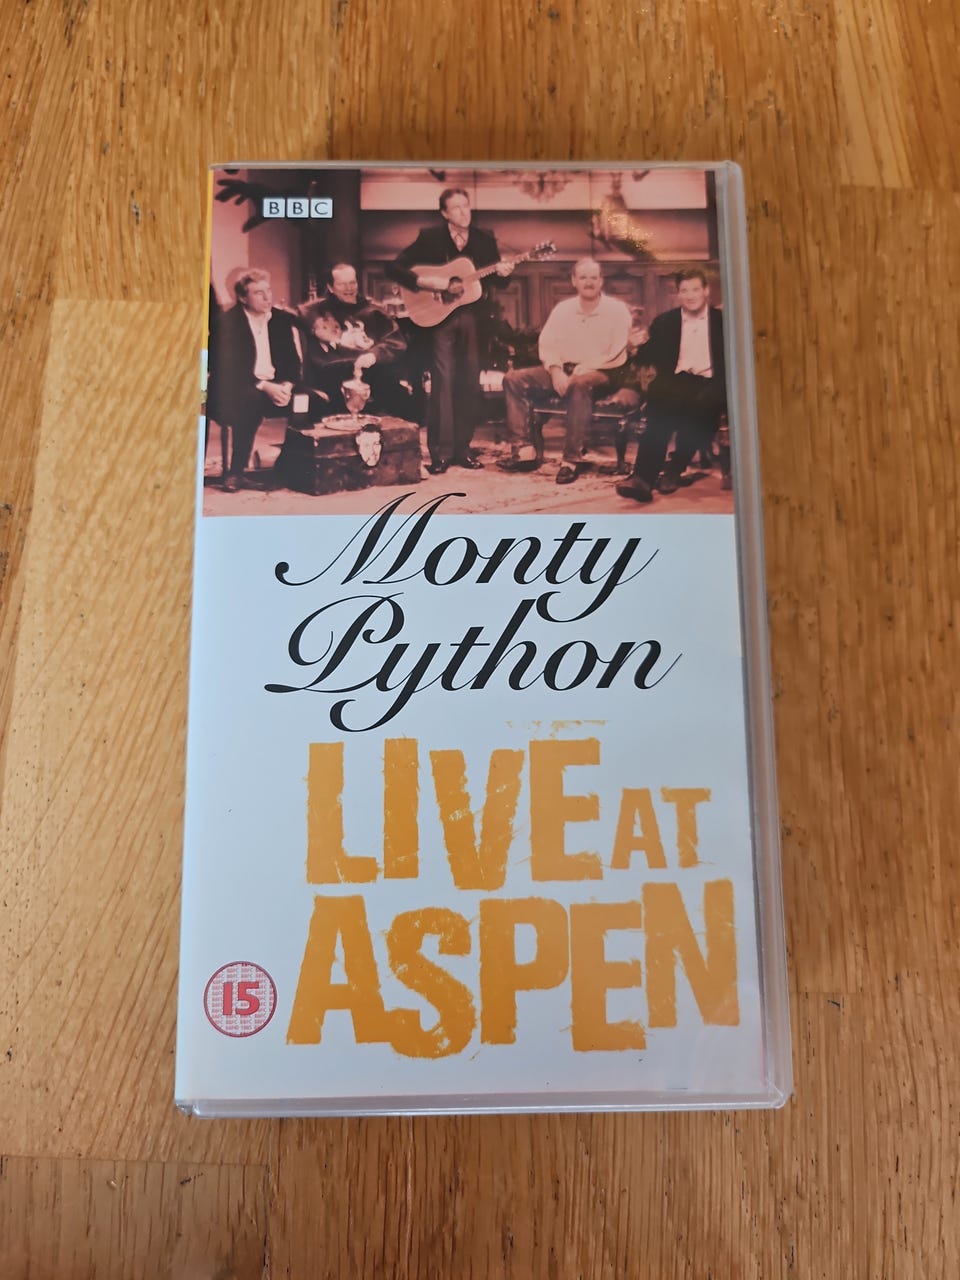 BBC
Monty
Python
LIVE AT
ASPEN
15